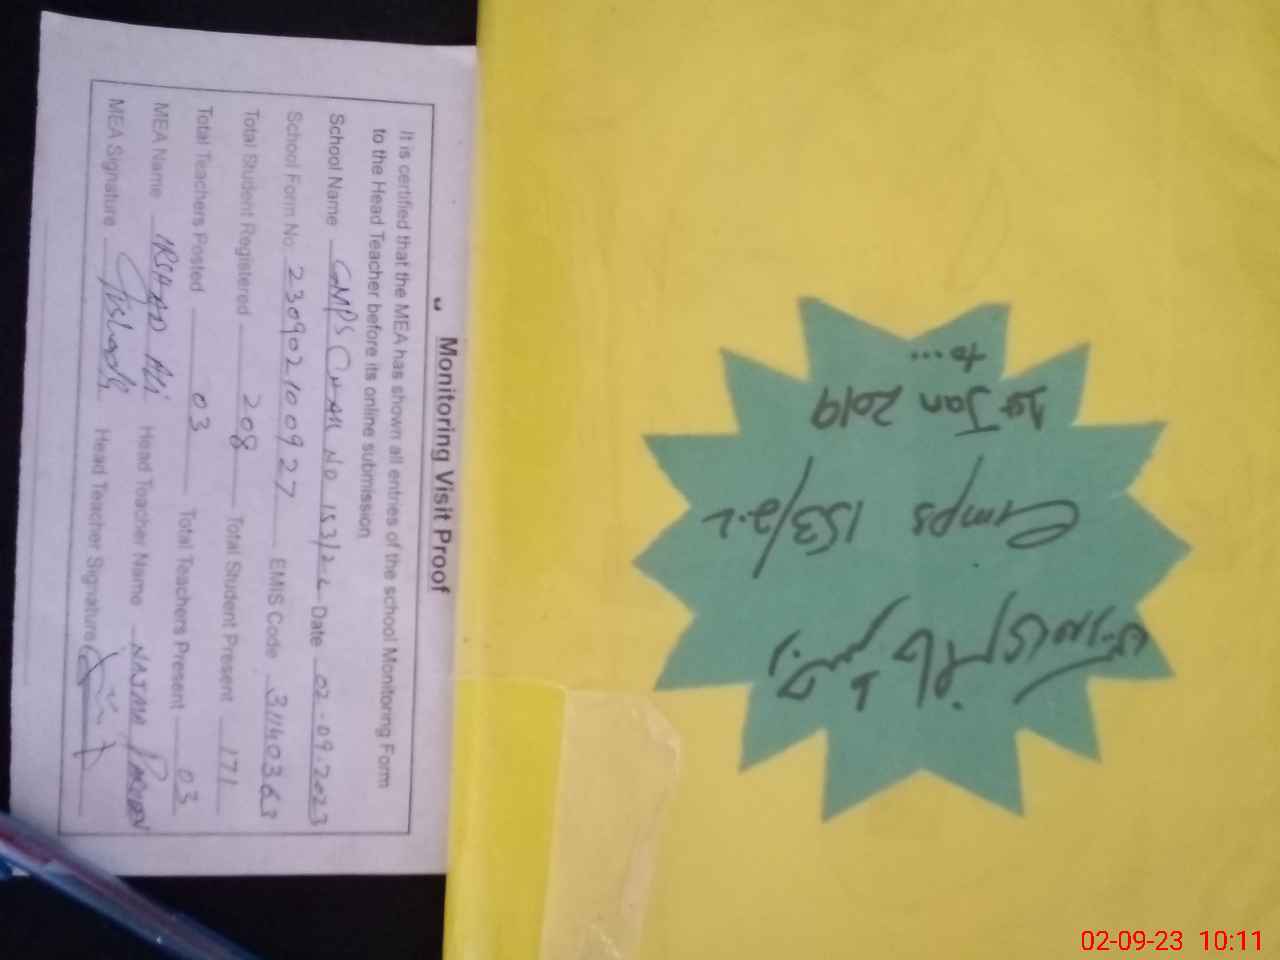 Monitoring Visit Proof
It is certified that the MEA has shown all entries of the school Monitoring Form
to the Head Teacher before its online submission
School Name GMPS CHAK NO 153/2-L Date 02-09-2023
School Form No. 230902100927 EMIS Code 31140363
Total Student Registered 208 Total Student Present 171
Total Teachers Posted 03 Total Teachers Present 03
MEA Name IRSHAD ALI Head Teacher Name NAJMA PARVEEN
MEA Signature Head Teacher Signature
Gmps 153/2.L
1st Jan 2019
to...
02-09-23 10:11